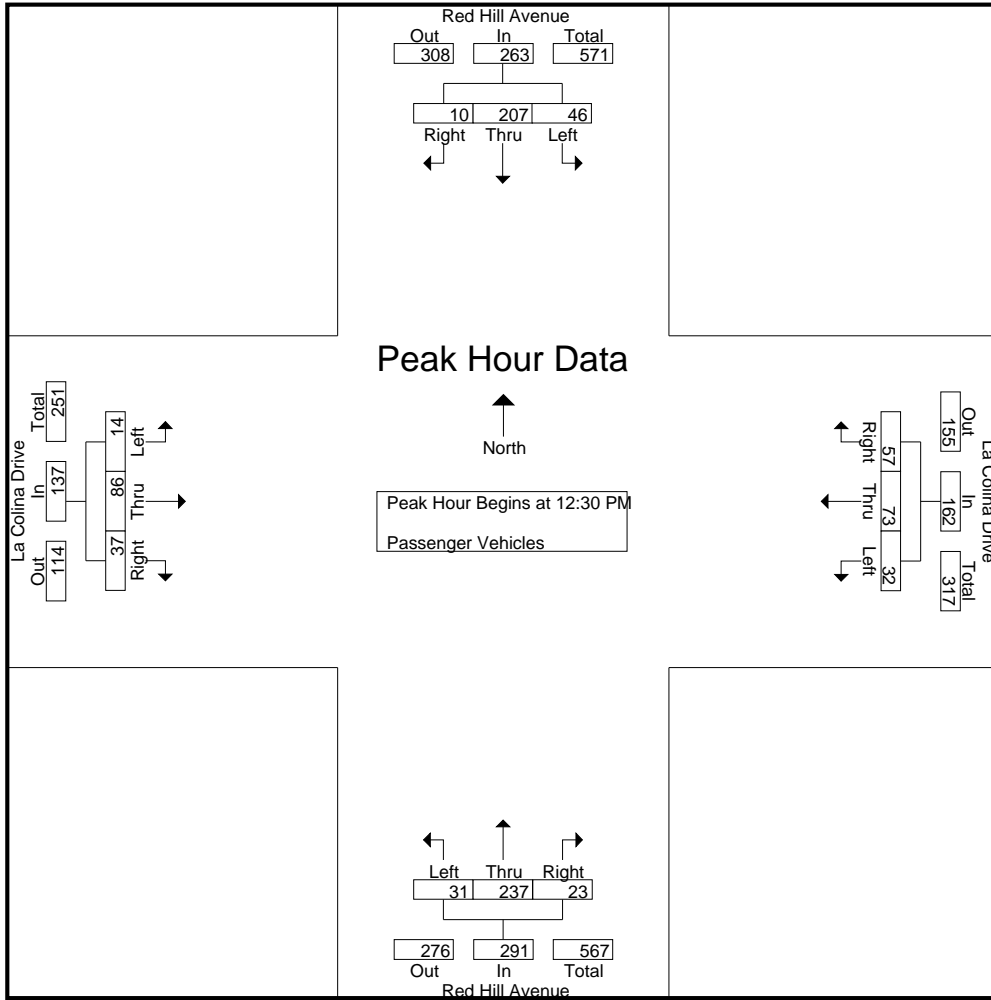 Red Hill Avenue
Out In Total
308 263 571
10 207 46
Right Thru Left
Peak Hour Data
North
Peak Hour Begins at 12:30 PM
Passenger Vehicles
La Colina Drive
Total In Out
251 137 114
14 86 37
Left Thru Right
La Colina Drive
Out In Total
155 162 317
57 73 32
Right Thru Left
Left Thru Right
31 237 23
276 291 567
Out In Total
Red Hill Avenue